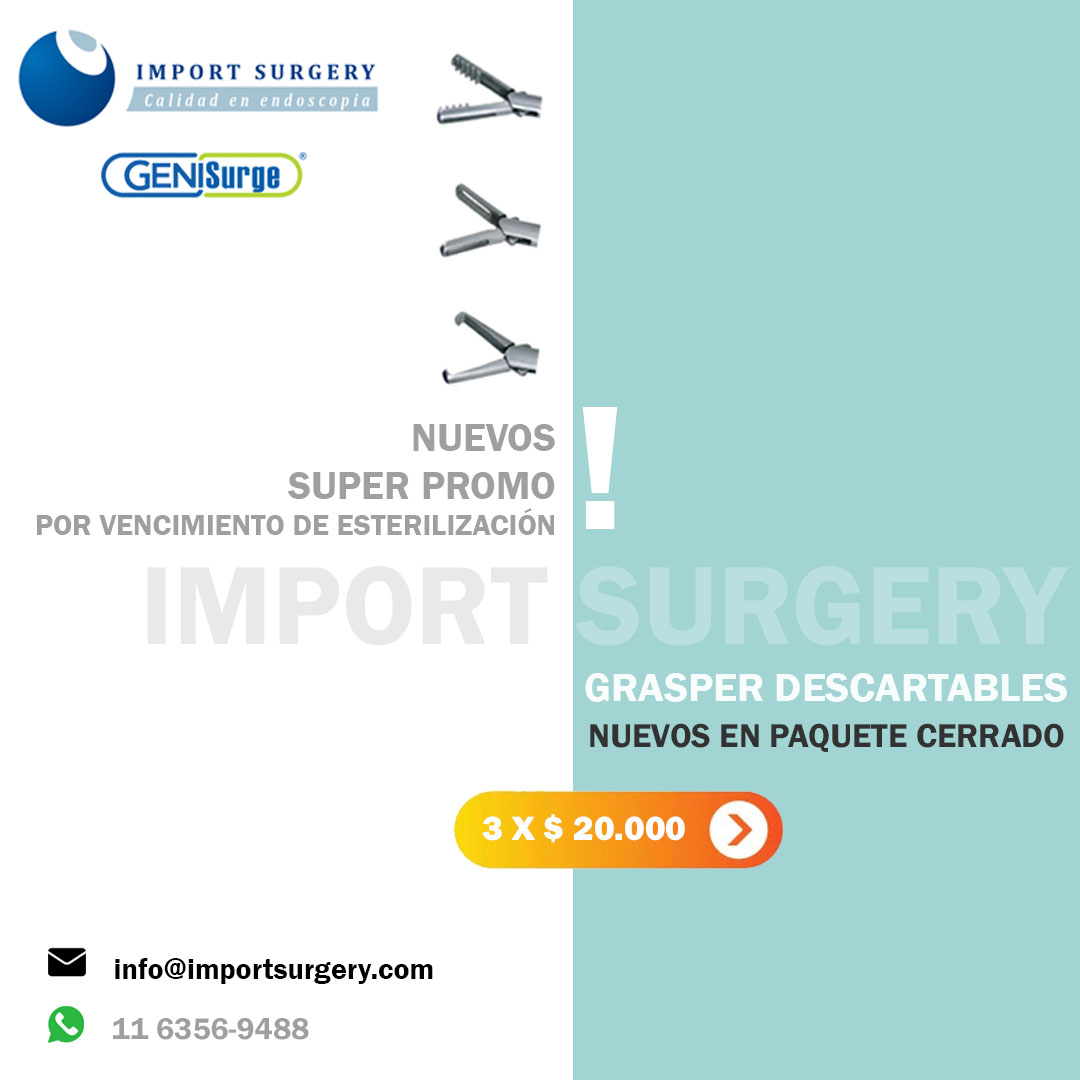 IMPORT SURGERY
Calidad en endoscopia
GENISurge®
NUEVOS
SUPER PROMO
POR VENCIMIENTO DE ESTERILIZACIÓN
!
IMPORT SURGERY
GRASPER DESCARTABLES
NUEVOS EN PAQUETE CERRADO
3 X $ 20.000
info@importsurgery.com
11 6356-9488